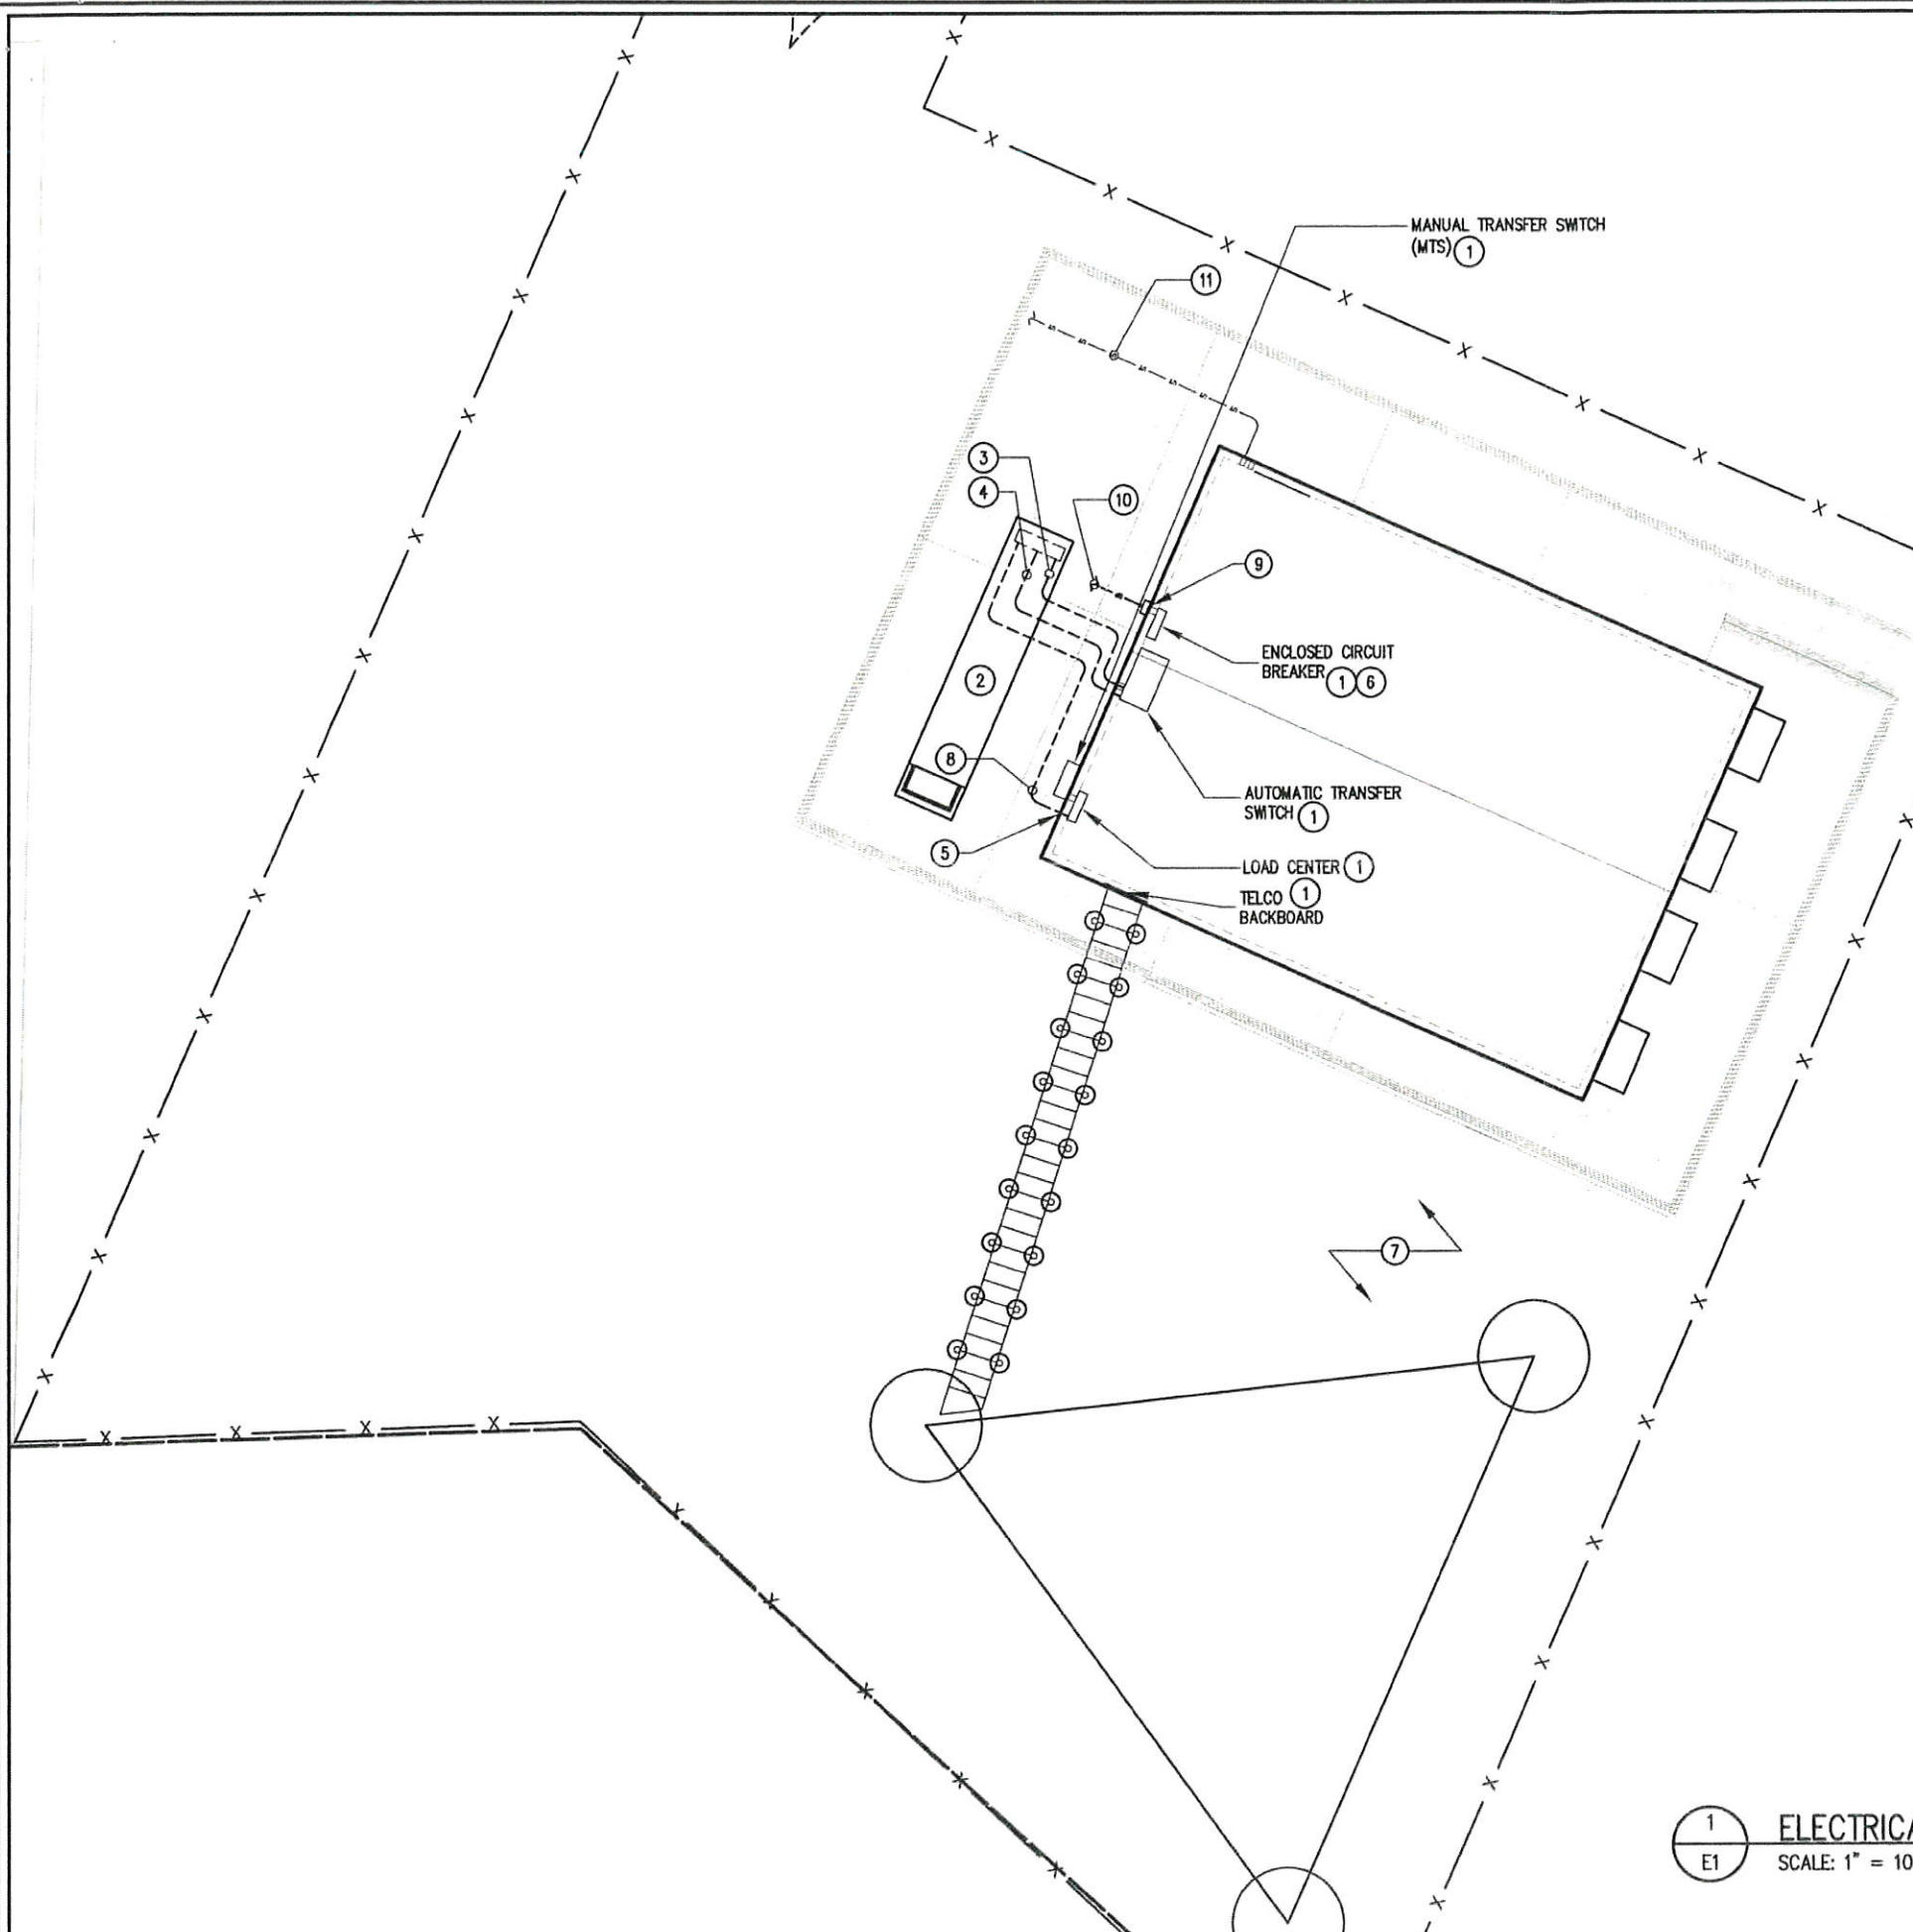 MANUAL TRANSFER SWITCH
(MTS) 1
11
3
4
10
9
ENCLOSED CIRCUIT
BREAKER 1 6
2
8
AUTOMATIC TRANSFER
SWITCH 1
5
LOAD CENTER 1
TELCO 1
BACKBOARD
7
1
E1
ELECTRICA
SCALE: 1" = 10